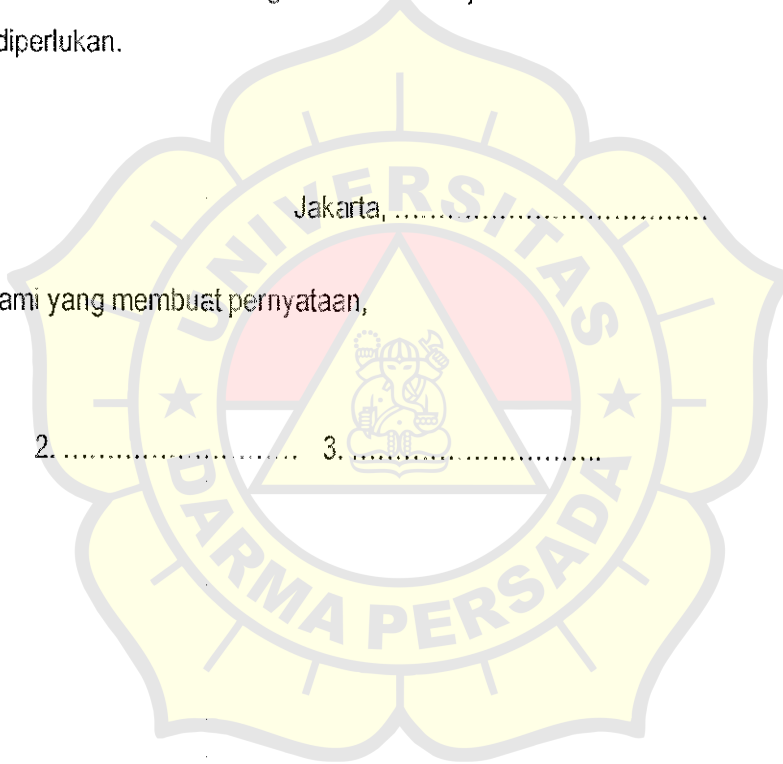 diperlukan.
Jakarta, ....................................
ami yang membuat pernyataan,
2. ............................ 3. ..............................
UNIVERSITAS
DARMA PERSADA